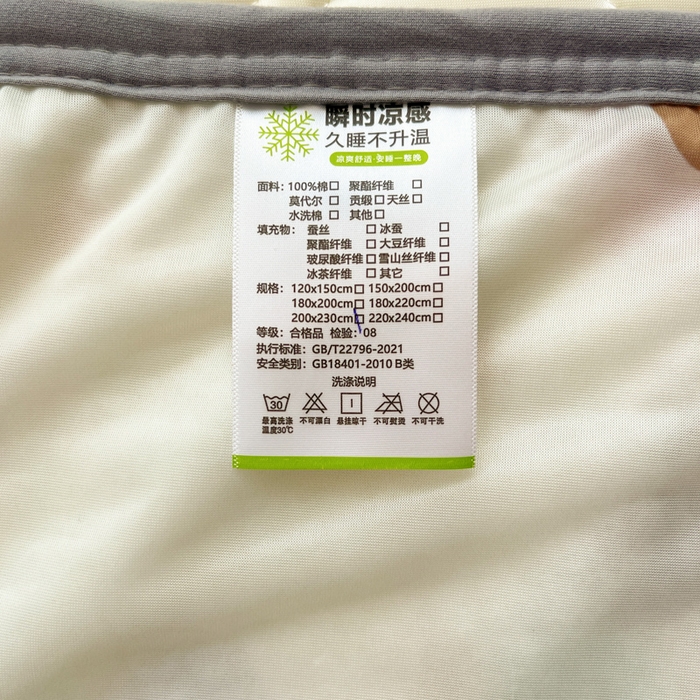 瞬时凉感
久睡不升温
凉爽舒适·安睡一整晚
面料：100%棉□ 聚酯纤维 □
莫代尔 □ 贡缎□ 天丝□
水洗棉 □ 其他□
填充物： 蚕丝 □ 冰蚕 □
聚酯纤维 □ 大豆纤维 □
玻尿酸纤维□ 雪山丝纤维□
冰茶纤维 □ 其它 □
规格：120x150cm□ 150x200cm□
180x200cm□ 180x220cm□
200x230cm□ 220x240cm□
等级：合格品 检验：08
执行标准：GB/T22796-2021
安全类别：GB18401-2010 B类
洗涤说明
30
最高洗涤温度30℃ 不可漂白 悬挂晾干 不可熨烫 不可干洗